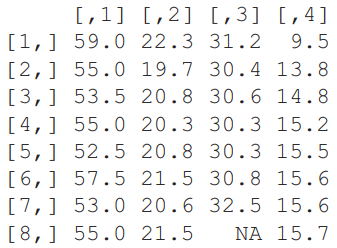 [,1] [,2] [,3] [,4]
[1,] 59.0 22.3 31.2 9.5
[2,] 55.0 19.7 30.4 13.8
[3,] 53.5 20.8 30.6 14.8
[4,] 55.0 20.3 30.3 15.2
[5,] 52.5 20.8 30.3 15.5
[6,] 57.5 21.5 30.8 15.6
[7,] 53.0 20.6 32.5 15.6
[8,] 55.0 21.5 NA 15.7